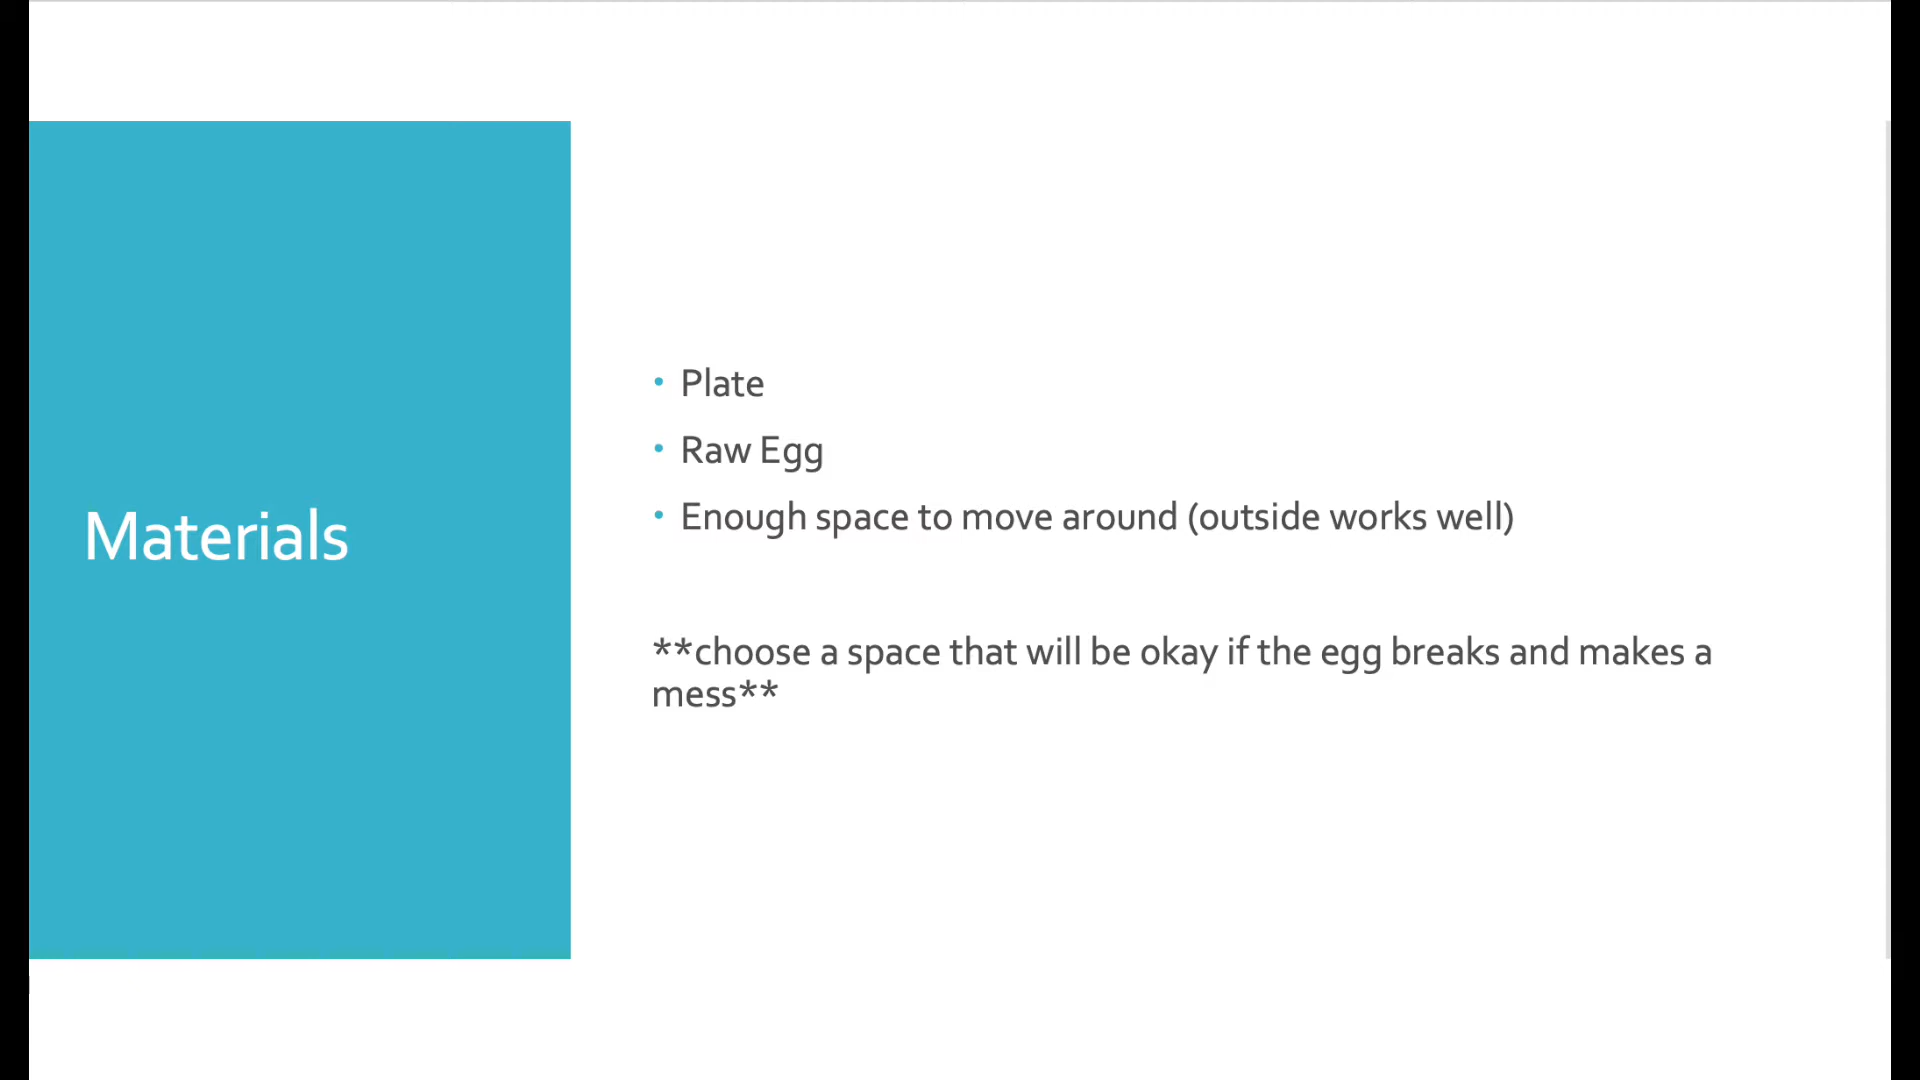 Materials
• Plate
• Raw Egg
• Enough space to move around (outside works well)
**choose a space that will be okay if the egg breaks and makes a
mess**